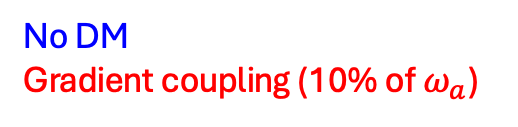 No DM
Gradient coupling (10% of ωₐ)